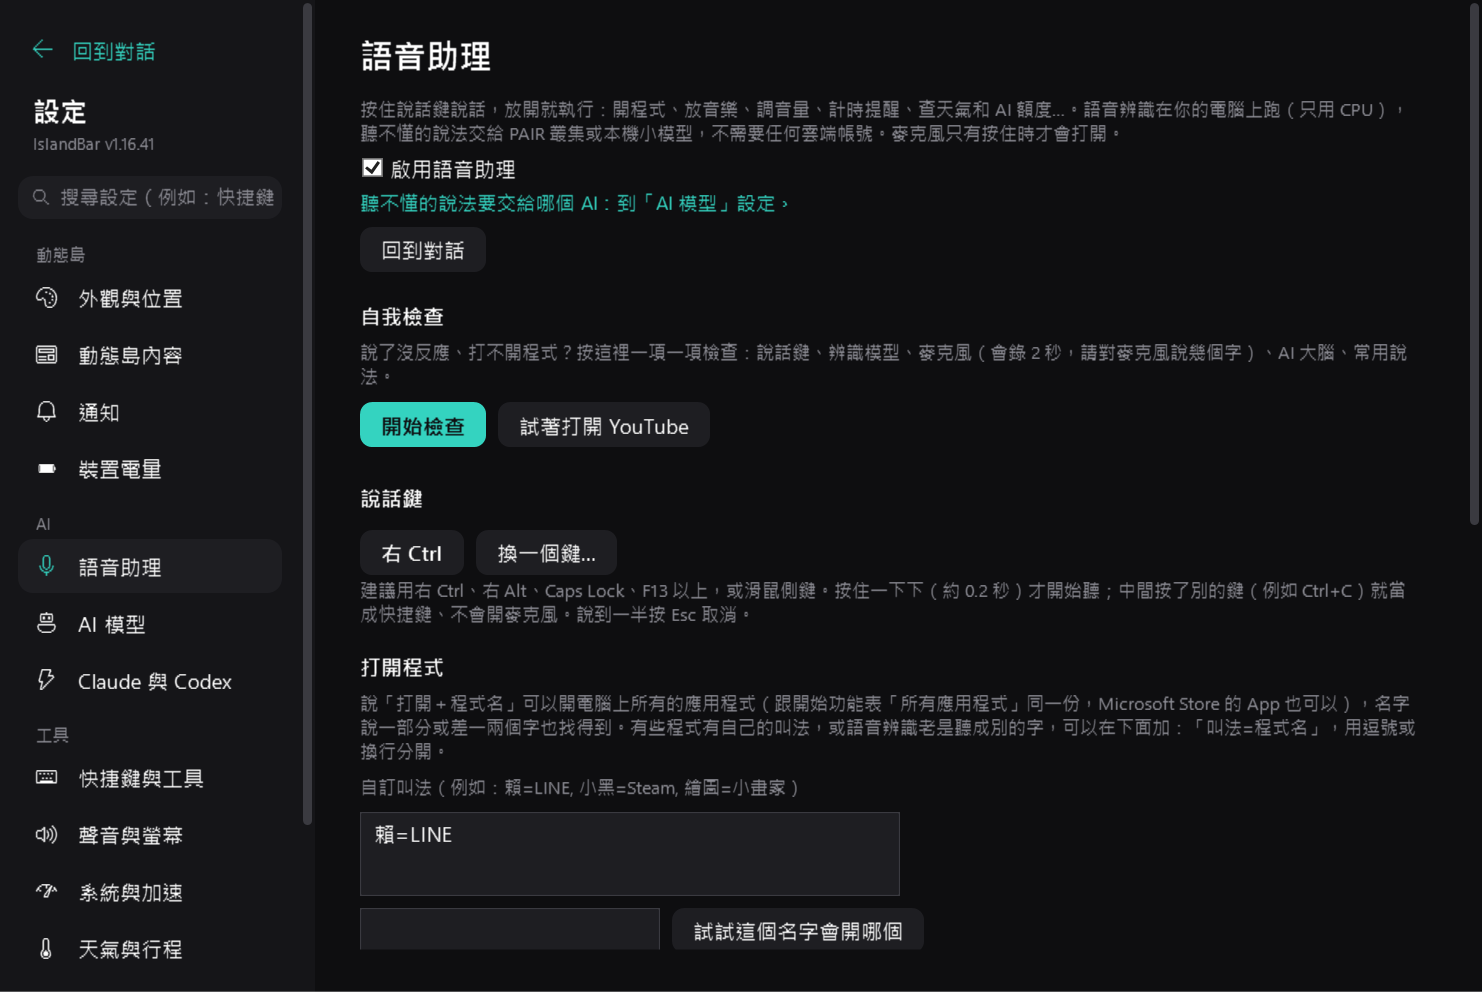 回到對話
設定
IslandBar v1.16.41
搜尋設定（例如：快捷鍵
動態島
外觀與位置
動態島內容
通知
裝置電量
AI
語音助理
AI 模型
Claude 與 Codex
工具
快捷鍵與工具
聲音與螢幕
系統與加速
天氣與行程
語音助理
按住說話鍵說話，放開就執行：開程式、放音樂、調音量、計時提醒、查天氣和 AI 額度…。語音辨識在你的電腦上跑（只用 CPU），
聽不懂的說法交給 PAIR 叢集或本機小模型，不需要任何雲端帳號。麥克風只有按住時才會打開。
啟用語音助理
聽不懂的說法要交給哪個 AI：到「AI 模型」設定 ›
回到對話
自我檢查
說了沒反應、打不開程式？按這裡一項一項檢查：說話鍵、辨識模型、麥克風（會錄 2 秒，請對麥克風說幾個字）、AI 大腦、常用說
法。
開始檢查
試著打開 YouTube
說話鍵
右 Ctrl
換一個鍵…
建議用右 Ctrl、右 Alt、Caps Lock、F13 以上，或滑鼠側鍵。按住一下下（約 0.2 秒）才開始聽；中間按了別的鍵（例如 Ctrl+C）就當
成快捷鍵、不會開麥克風。說到一半按 Esc 取消。
打開程式
說「打開 + 程式名」可以開電腦上所有的應用程式（跟開始功能表「所有應用程式」同一份，Microsoft Store 的 App 也可以），名字
說一部分或差一兩個字也找得到。有些程式有自己的叫法，或語音辨識老是聽成別的字，可以在下面加：「叫法=程式名」，用逗號或
換行分開。
自訂叫法（例如：賴=LINE, 小黑=Steam, 繪圖=小畫家）
賴=LINE
試試這個名字會開哪個